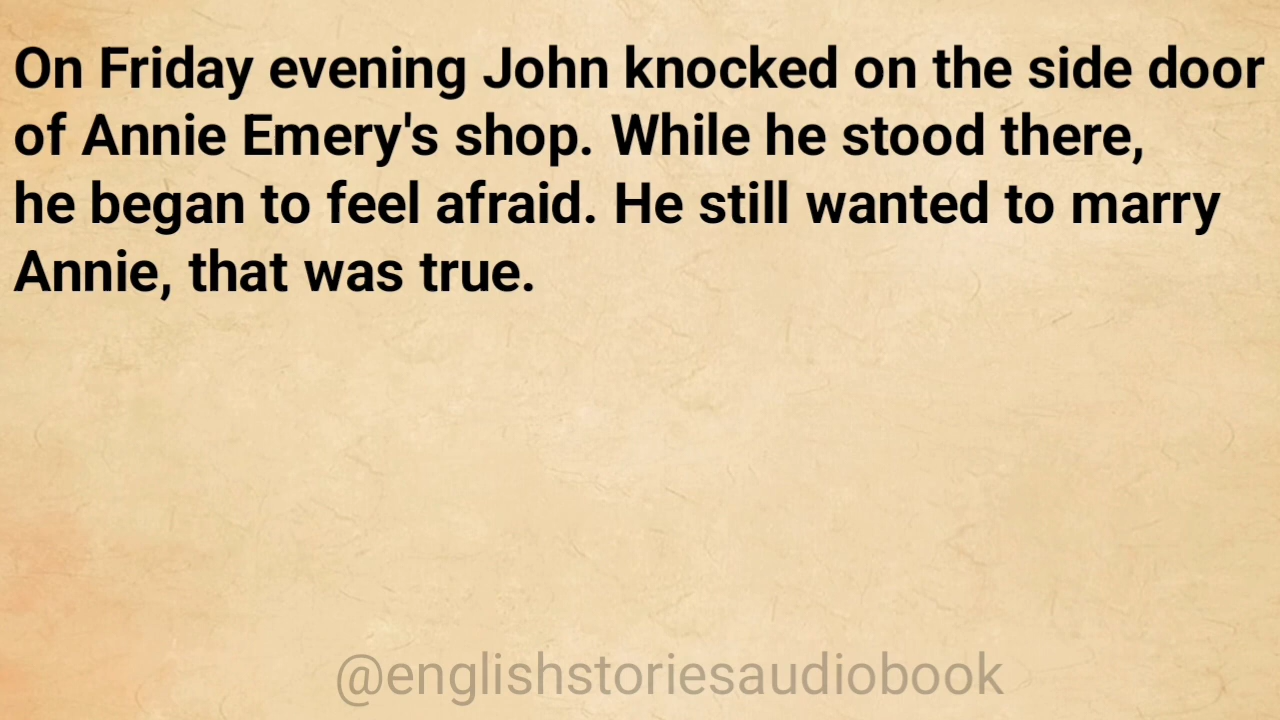 On Friday evening John knocked on the side door
of Annie Emery's shop. While he stood there,
he began to feel afraid. He still wanted to marry
Annie, that was true.
@englishstoriesaudiobook